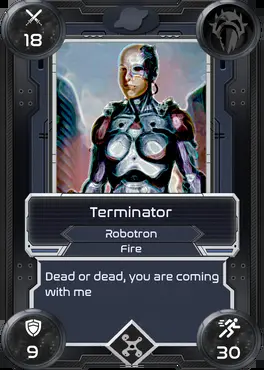 18
Terminator
Robotron
Fire
Dead or dead, you are coming
with me
9
30